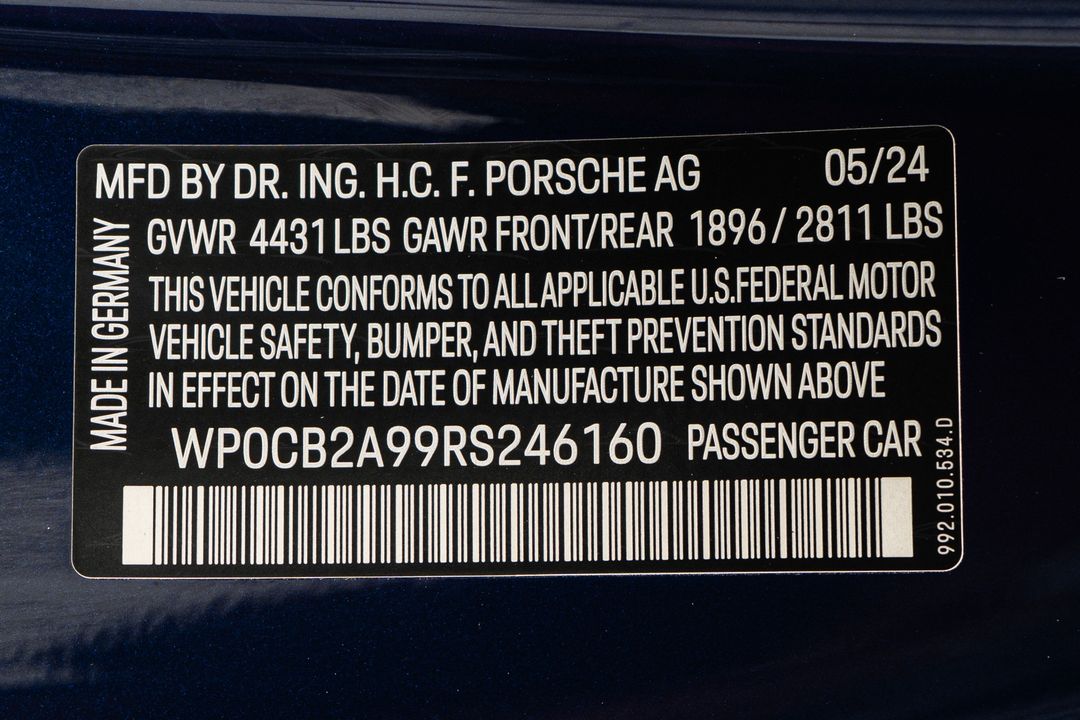 MFD BY DR. ING. H.C. F. PORSCHE AG 05/24
GVWR 4431 LBS GAWR FRONT/REAR 1896 / 2811 LBS
THIS VEHICLE CONFORMS TO ALL APPLICABLE U.S.FEDERAL MOTOR
VEHICLE SAFETY, BUMPER, AND THEFT PREVENTION STANDARDS
IN EFFECT ON THE DATE OF MANUFACTURE SHOWN ABOVE
WP0CB2A99RS246160 PASSENGER CAR
MADE IN GERMANY
992.010.534.D